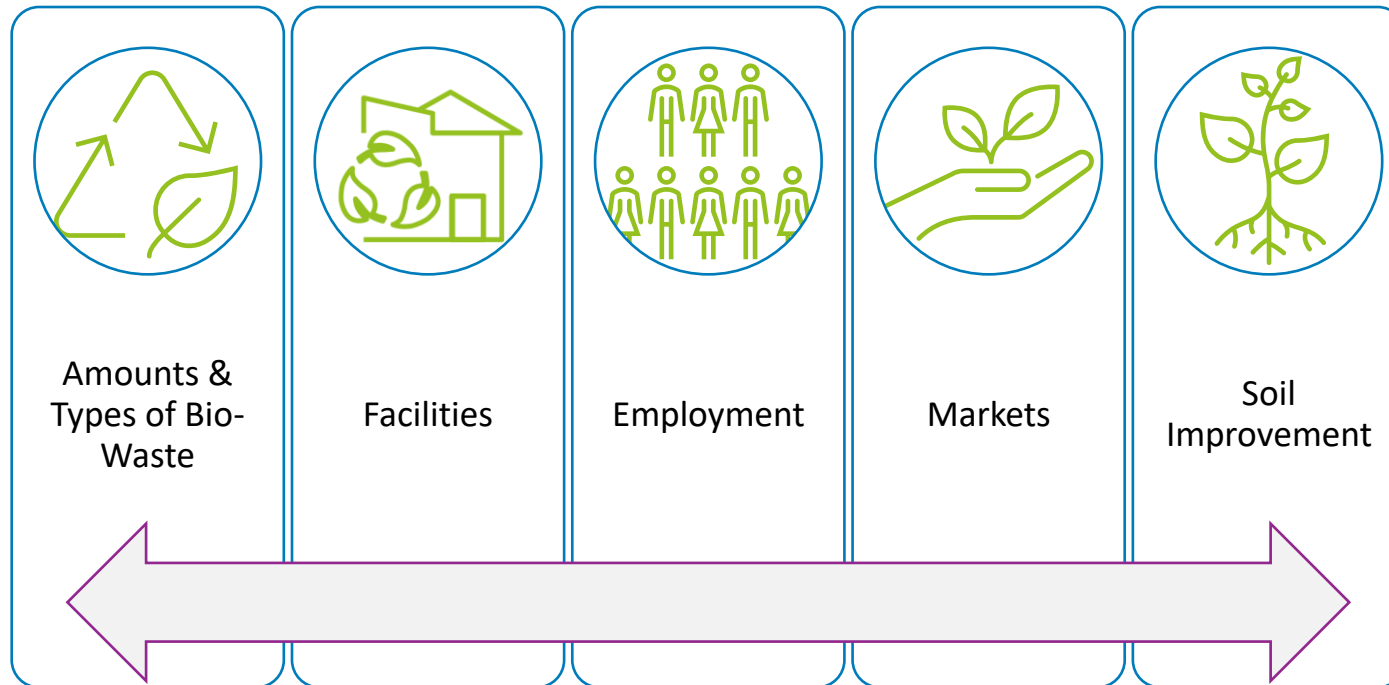 Amounts &
Types of Bio-
Waste
Facilities
Employment
Markets
Soil
Improvement